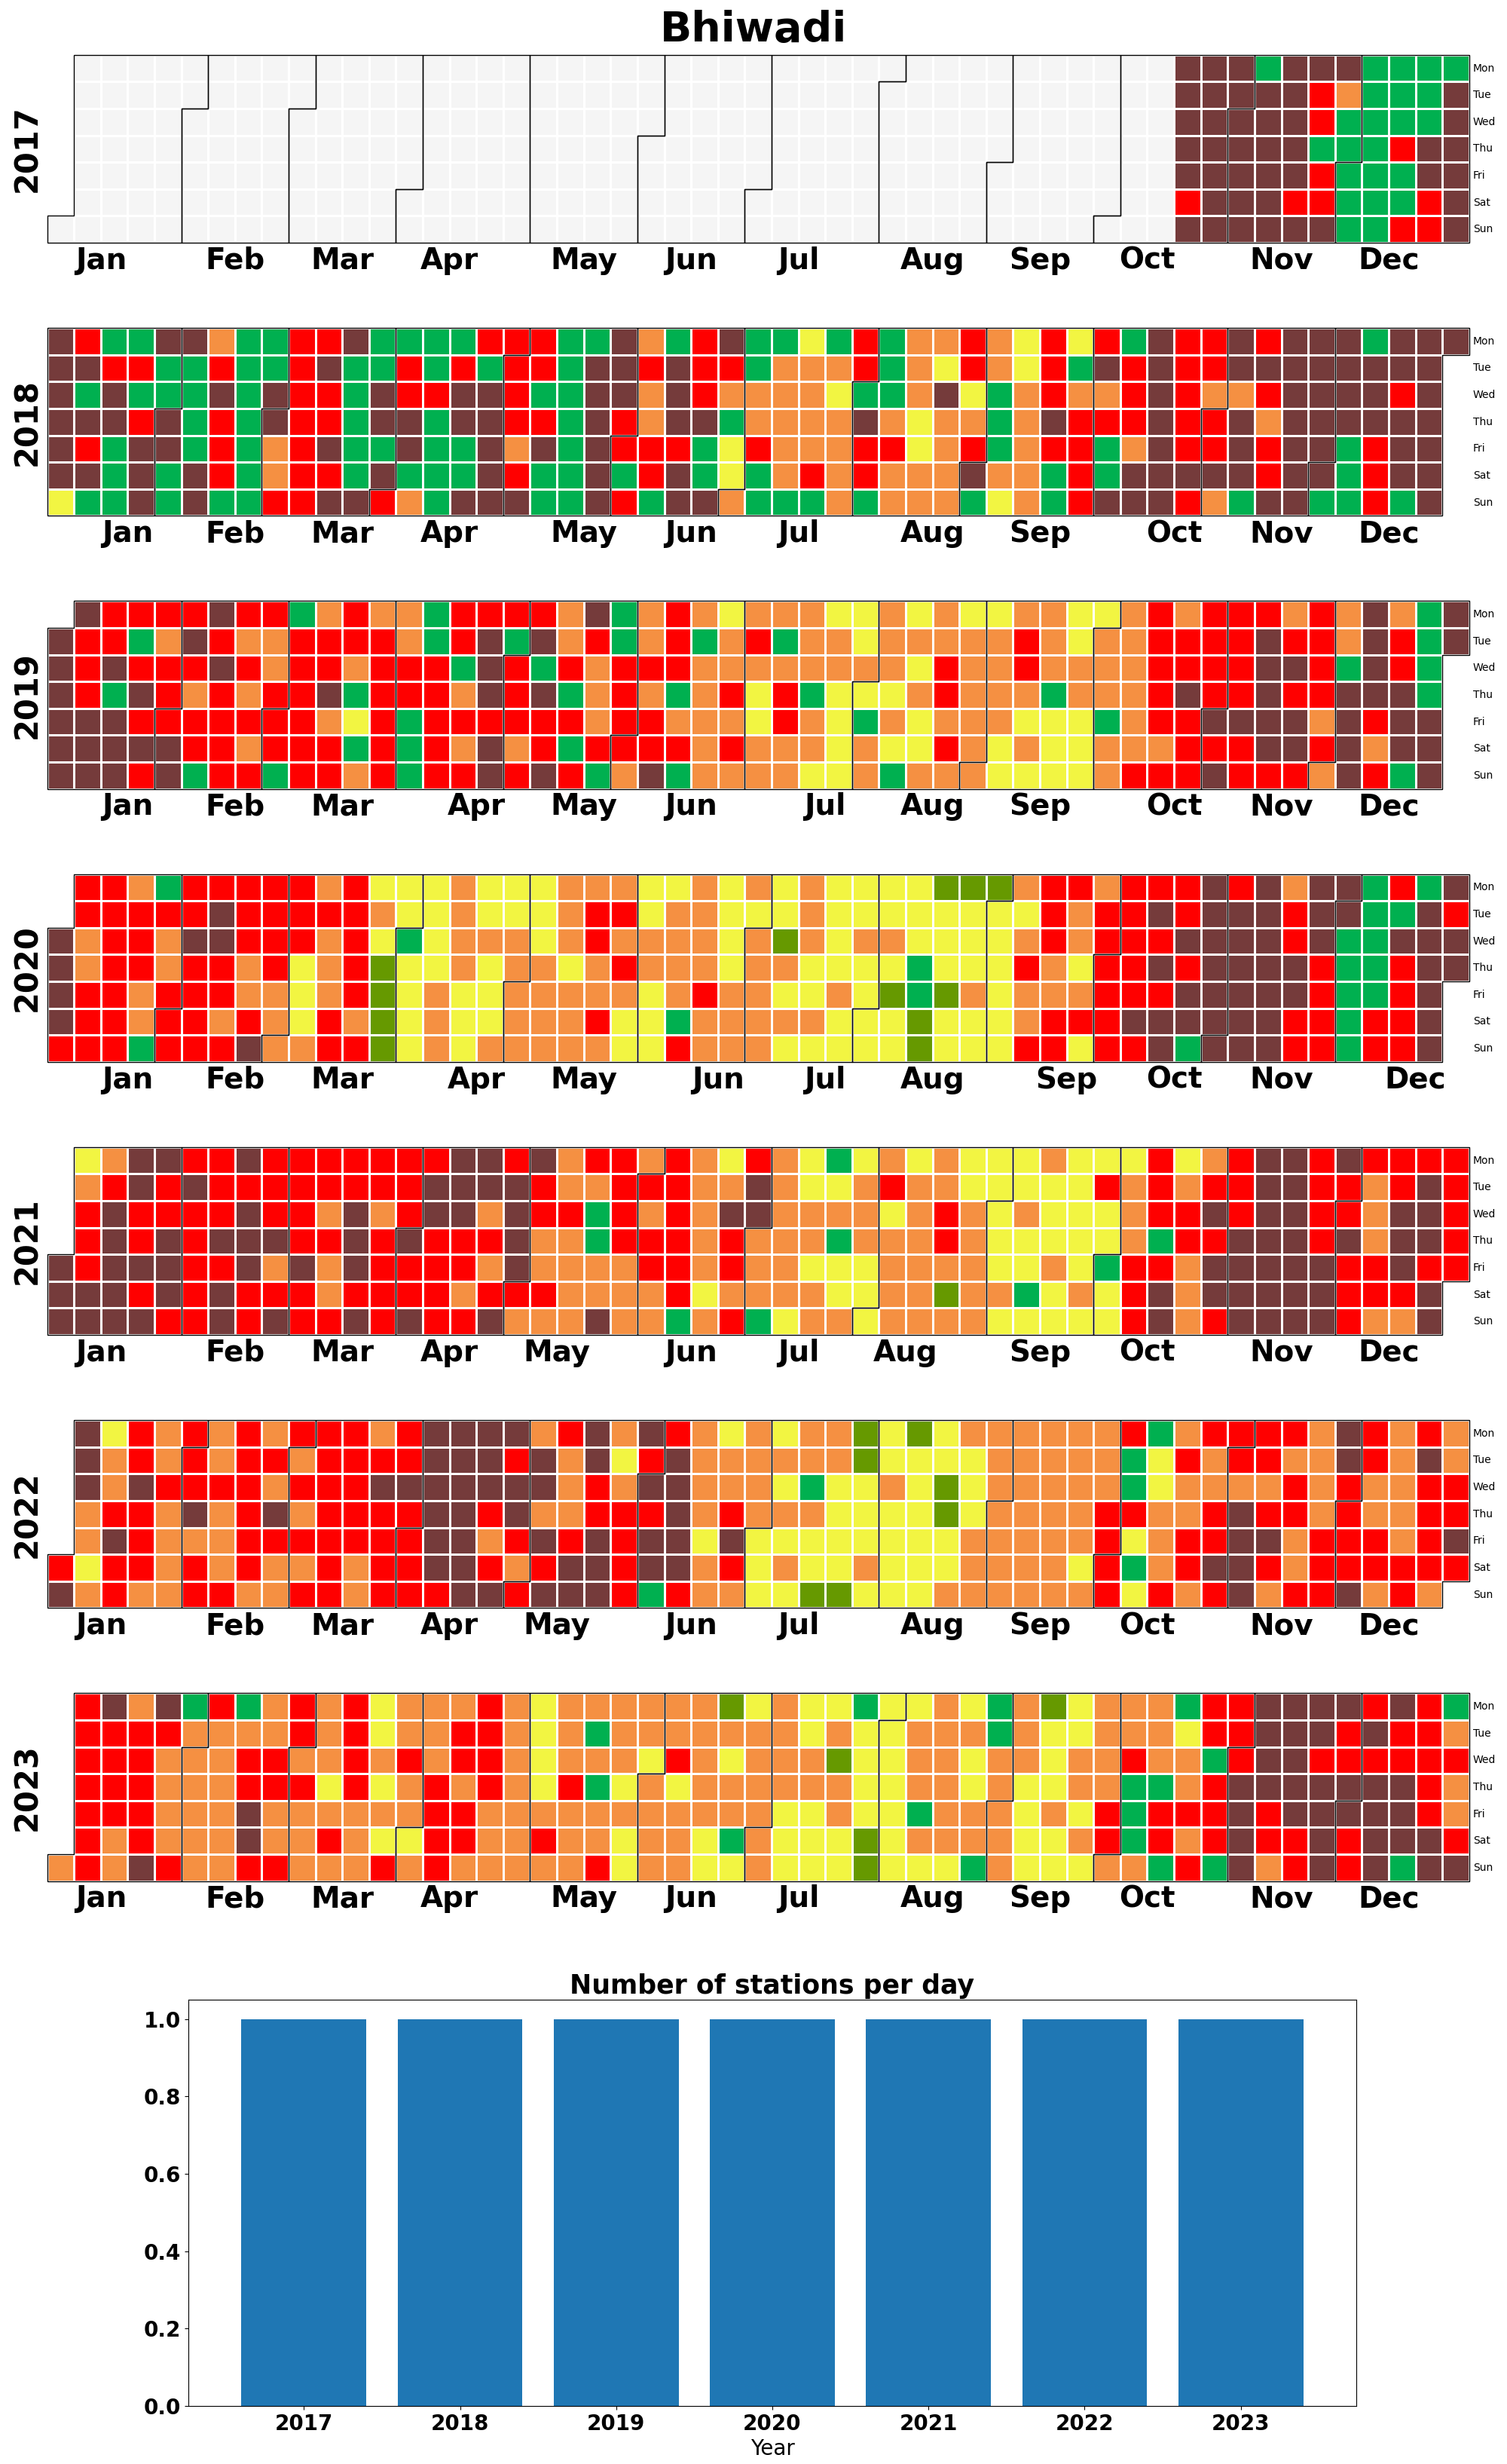 Bhiwadi
2017
Mon
Tue
Wed
Thu
Fri
Sat
Sun
Jan Feb Mar Apr May Jun Jul Aug Sep Oct Nov Dec
2018
Mon
Tue
Wed
Thu
Fri
Sat
Sun
Jan Feb Mar Apr May Jun Jul Aug Sep Oct Nov Dec
2019
Mon
Tue
Wed
Thu
Fri
Sat
Sun
Jan Feb Mar Apr May Jun Jul Aug Sep Oct Nov Dec
2020
Mon
Tue
Wed
Thu
Fri
Sat
Sun
Jan Feb Mar Apr May Jun Jul Aug Sep Oct Nov Dec
2021
Mon
Tue
Wed
Thu
Fri
Sat
Sun
Jan Feb Mar Apr May Jun Jul Aug Sep Oct Nov Dec
2022
Mon
Tue
Wed
Thu
Fri
Sat
Sun
Jan Feb Mar Apr May Jun Jul Aug Sep Oct Nov Dec
2023
Mon
Tue
Wed
Thu
Fri
Sat
Sun
Jan Feb Mar Apr May Jun Jul Aug Sep Oct Nov Dec
Number of stations per day
1.0
0.8
0.6
0.4
0.2
0.0
2017 2018 2019 2020 2021 2022 2023
Year